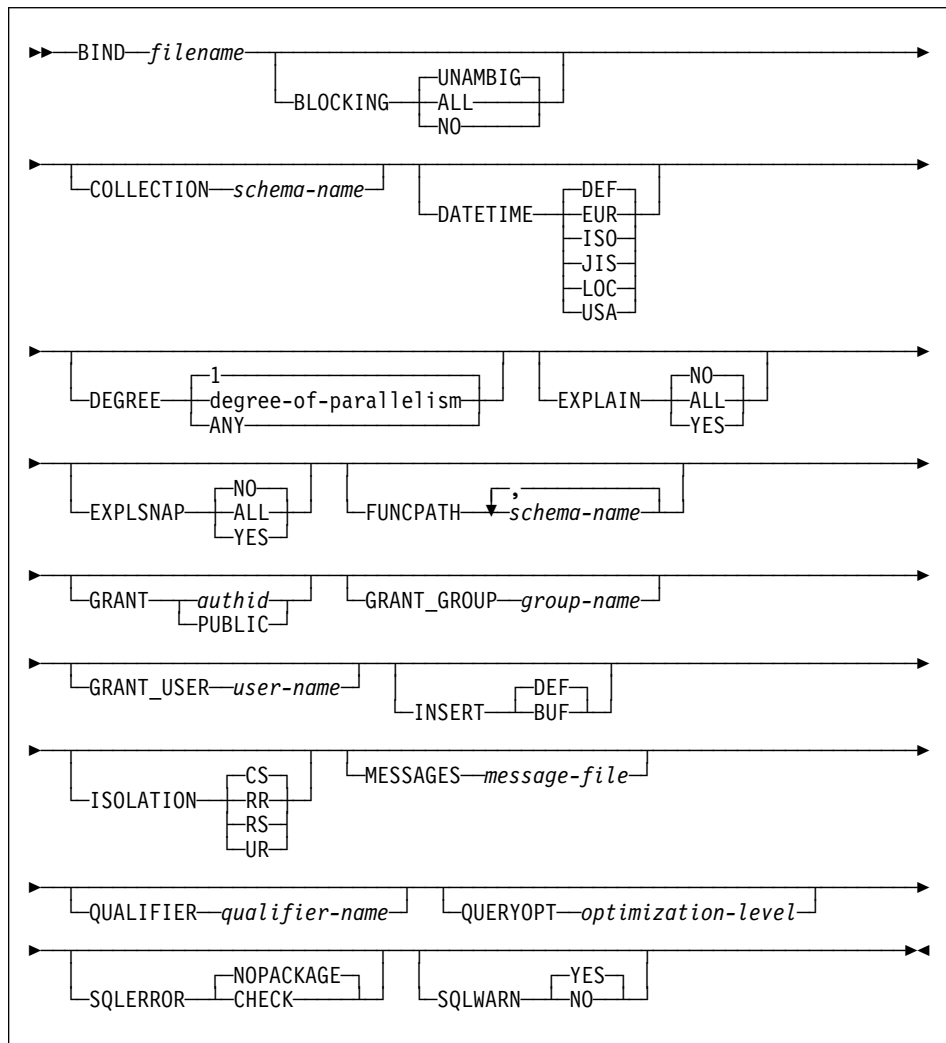 BIND filename
UNAMBIG
BLOCKING ALL
NO
COLLECTION schema-name DEF
DATETIME EUR
ISO
JIS
LOC
USA
1 NO
DEGREE degree-of-parallelism EXPLAIN ALL
ANY YES
NO ,
EXPLSNAP ALL FUNCPATH schema-name
YES
GRANT authid GRANT_GROUP group-name
PUBLIC
GRANT_USER user-name DEF
INSERT BUF
CS MESSAGES message-file
ISOLATION RR
RS
UR
QUALIFIER qualifier-name QUERYOPT optimization-level
NOPACKAGE YES
SQLERROR CHECK SQLWARN NO